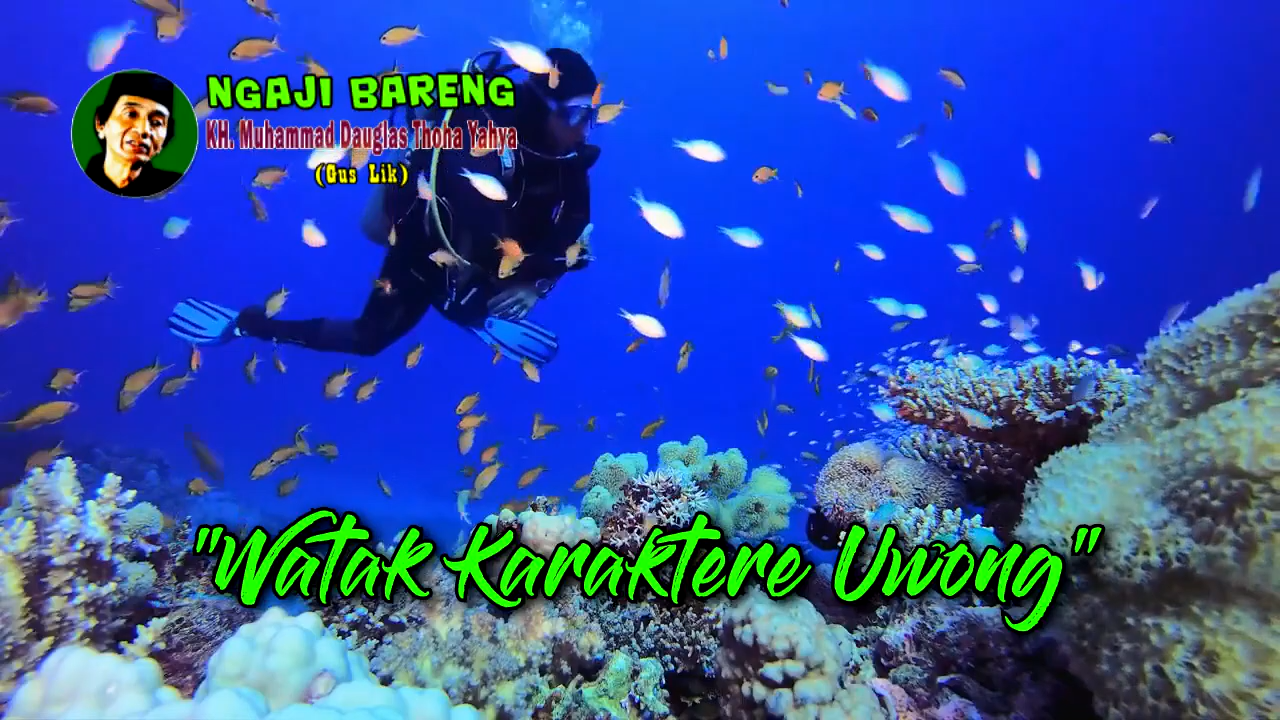 NGAJI BARENG
KH. Muhammad Dauglas Thoha Yahya
(Gus Lik)
"Watak Karaktere Uwong"